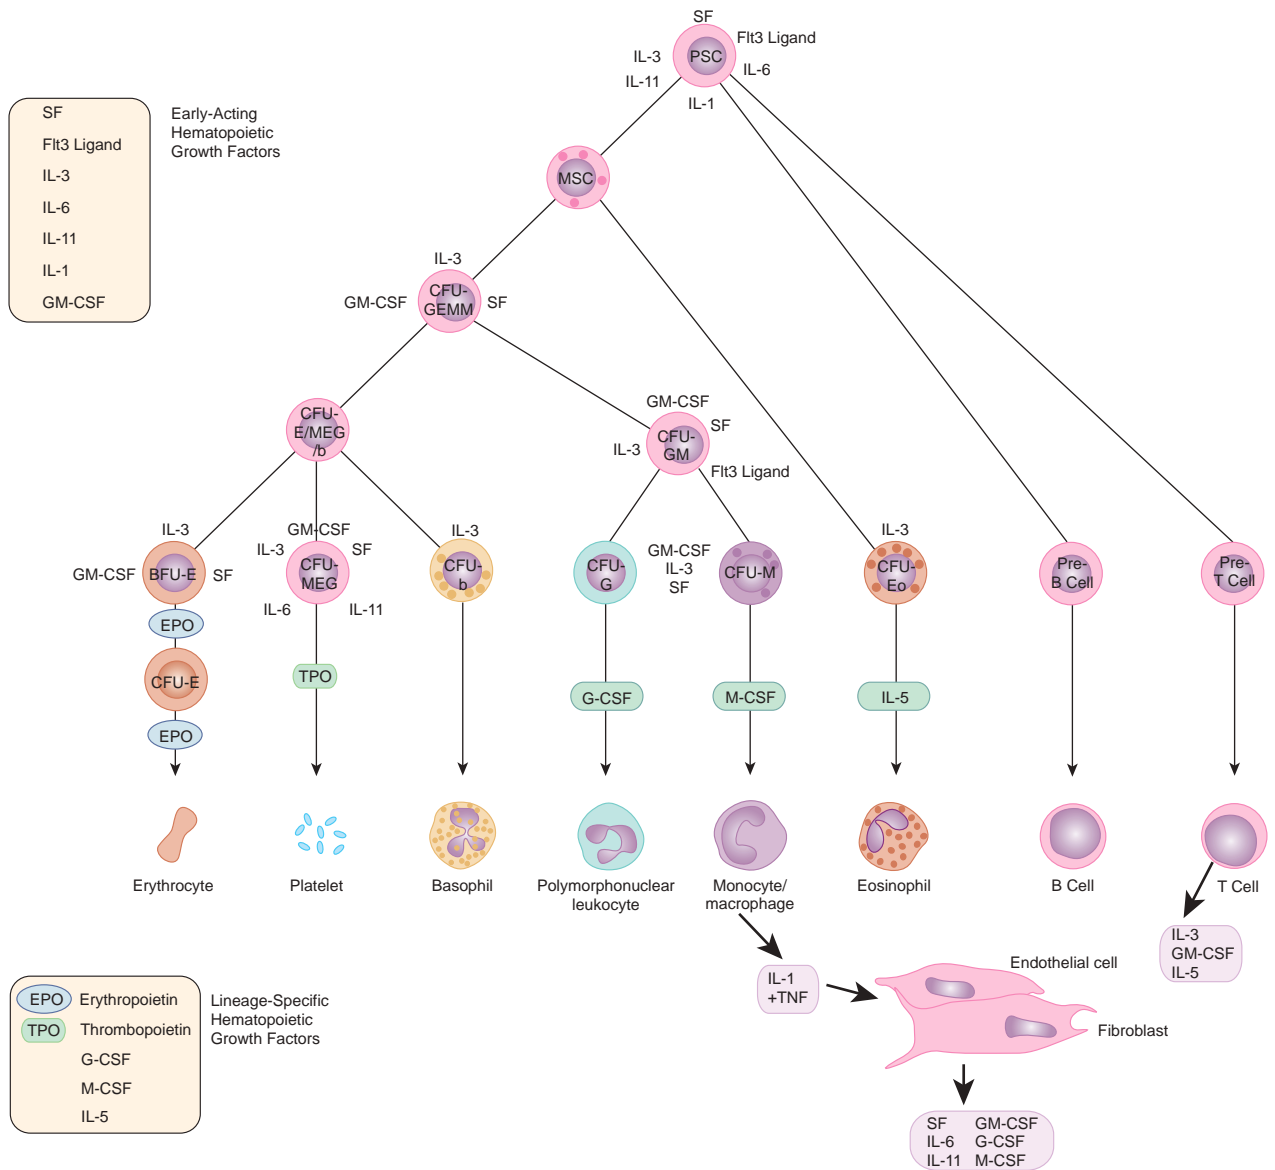 SF
Flt3 Ligand
IL-3
PSC
IL-6
IL-11
IL-1
SF
Flt3 Ligand
IL-3
IL-6
IL-11
IL-1
GM-CSF
Early-Acting
Hematopoietic
Growth Factors
MSC
IL-3
GM-CSF
CFU-
GEMM
SF
CFU-
E/MEG
/b
GM-CSF
SF
IL-3
CFU-
GM
Flt3 Ligand
IL-3
GM-CSF
BFU-E
SF
EPO
CFU-E
EPO
GM-CSF
IL-3
SF
CFU-
MEG
IL-6
IL-11
TPO
IL-3
CFU-
b
CFU-
G
G-CSF
GM-CSF
IL-3
SF
CFU-M
M-CSF
IL-3
CFU-
Eo
IL-5
Pre-
B Cell
Pre-
T Cell
Erythrocyte
Platelet
Basophil
Polymorphonuclear
leukocyte
Monocyte/
macrophage
Eosinophil
B Cell
T Cell
IL-3
GM-CSF
IL-5
IL-1
+TNF
Endothelial cell
Fibroblast
SF GM-CSF
IL-6 G-CSF
IL-11 M-CSF
EPO Erythropoietin
TPO Thrombopoietin
G-CSF
M-CSF
IL-5
Lineage-Specific
Hematopoietic
Growth Factors